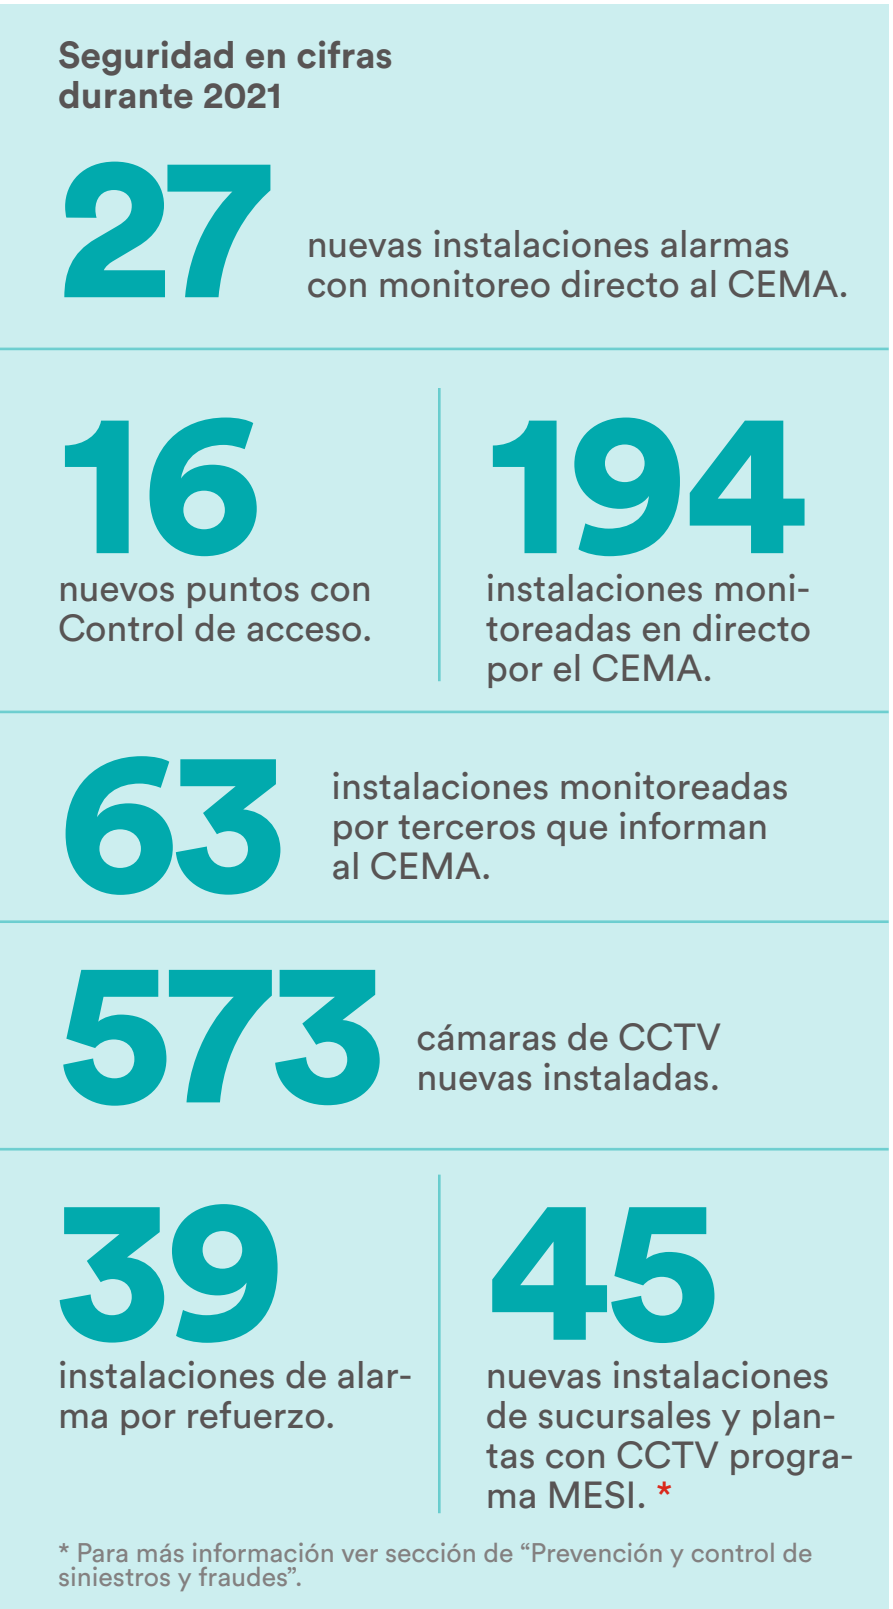 Seguridad en cifras
durante 2021
27
nuevas instalaciones alarmas
con monitoreo directo al CEMA.
16
nuevos puntos con
Control de acceso.
194
instalaciones moni-
toreadas en directo
por el CEMA.
63
instalaciones monitoreadas
por terceros que informan
al CEMA.
573
cámaras de CCTV
nuevas instaladas.
39
instalaciones de alar-
ma por refuerzo.
45
nuevas instalaciones
de sucursales y plan-
tas con CCTV progra-
ma MESI. *
* Para más información ver sección de “Prevención y control de
siniestros y fraudes”.